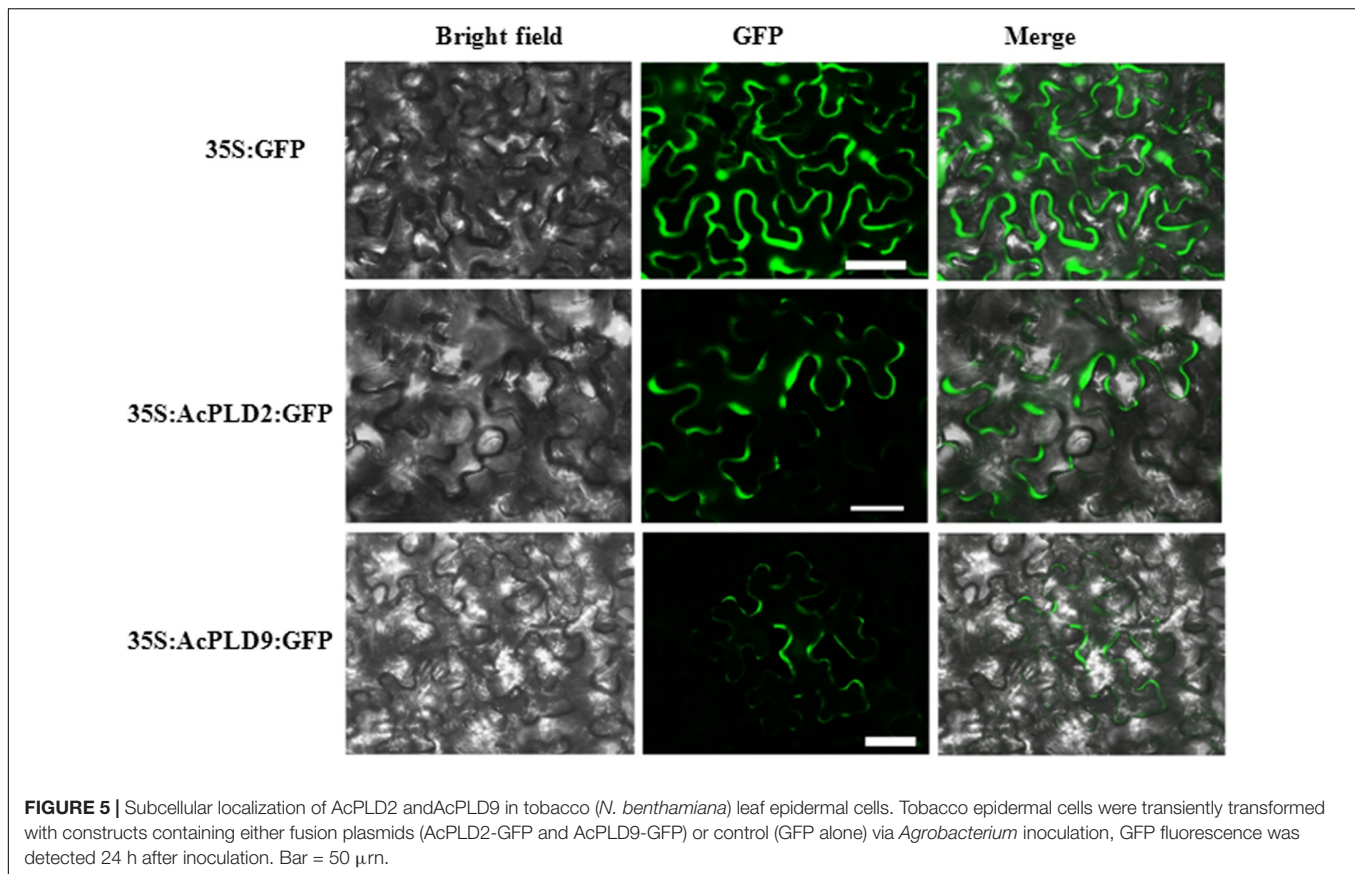 Bright field GFP Merge
35S:GFP
35S:AcPLD2:GFP
35S:AcPLD9:GFP
FIGURE 5 | Subcellular localization of AcPLD2 andAcPLD9 in tobacco (N. benthamiana) leaf epidermal cells. Tobacco epidermal cells were transiently transformed
with constructs containing either fusion plasmids (AcPLD2-GFP and AcPLD9-GFP) or control (GFP alone) via Agrobacterium inoculation, GFP fluorescence was
detected 24 h after inoculation. Bar = 50 μrn.